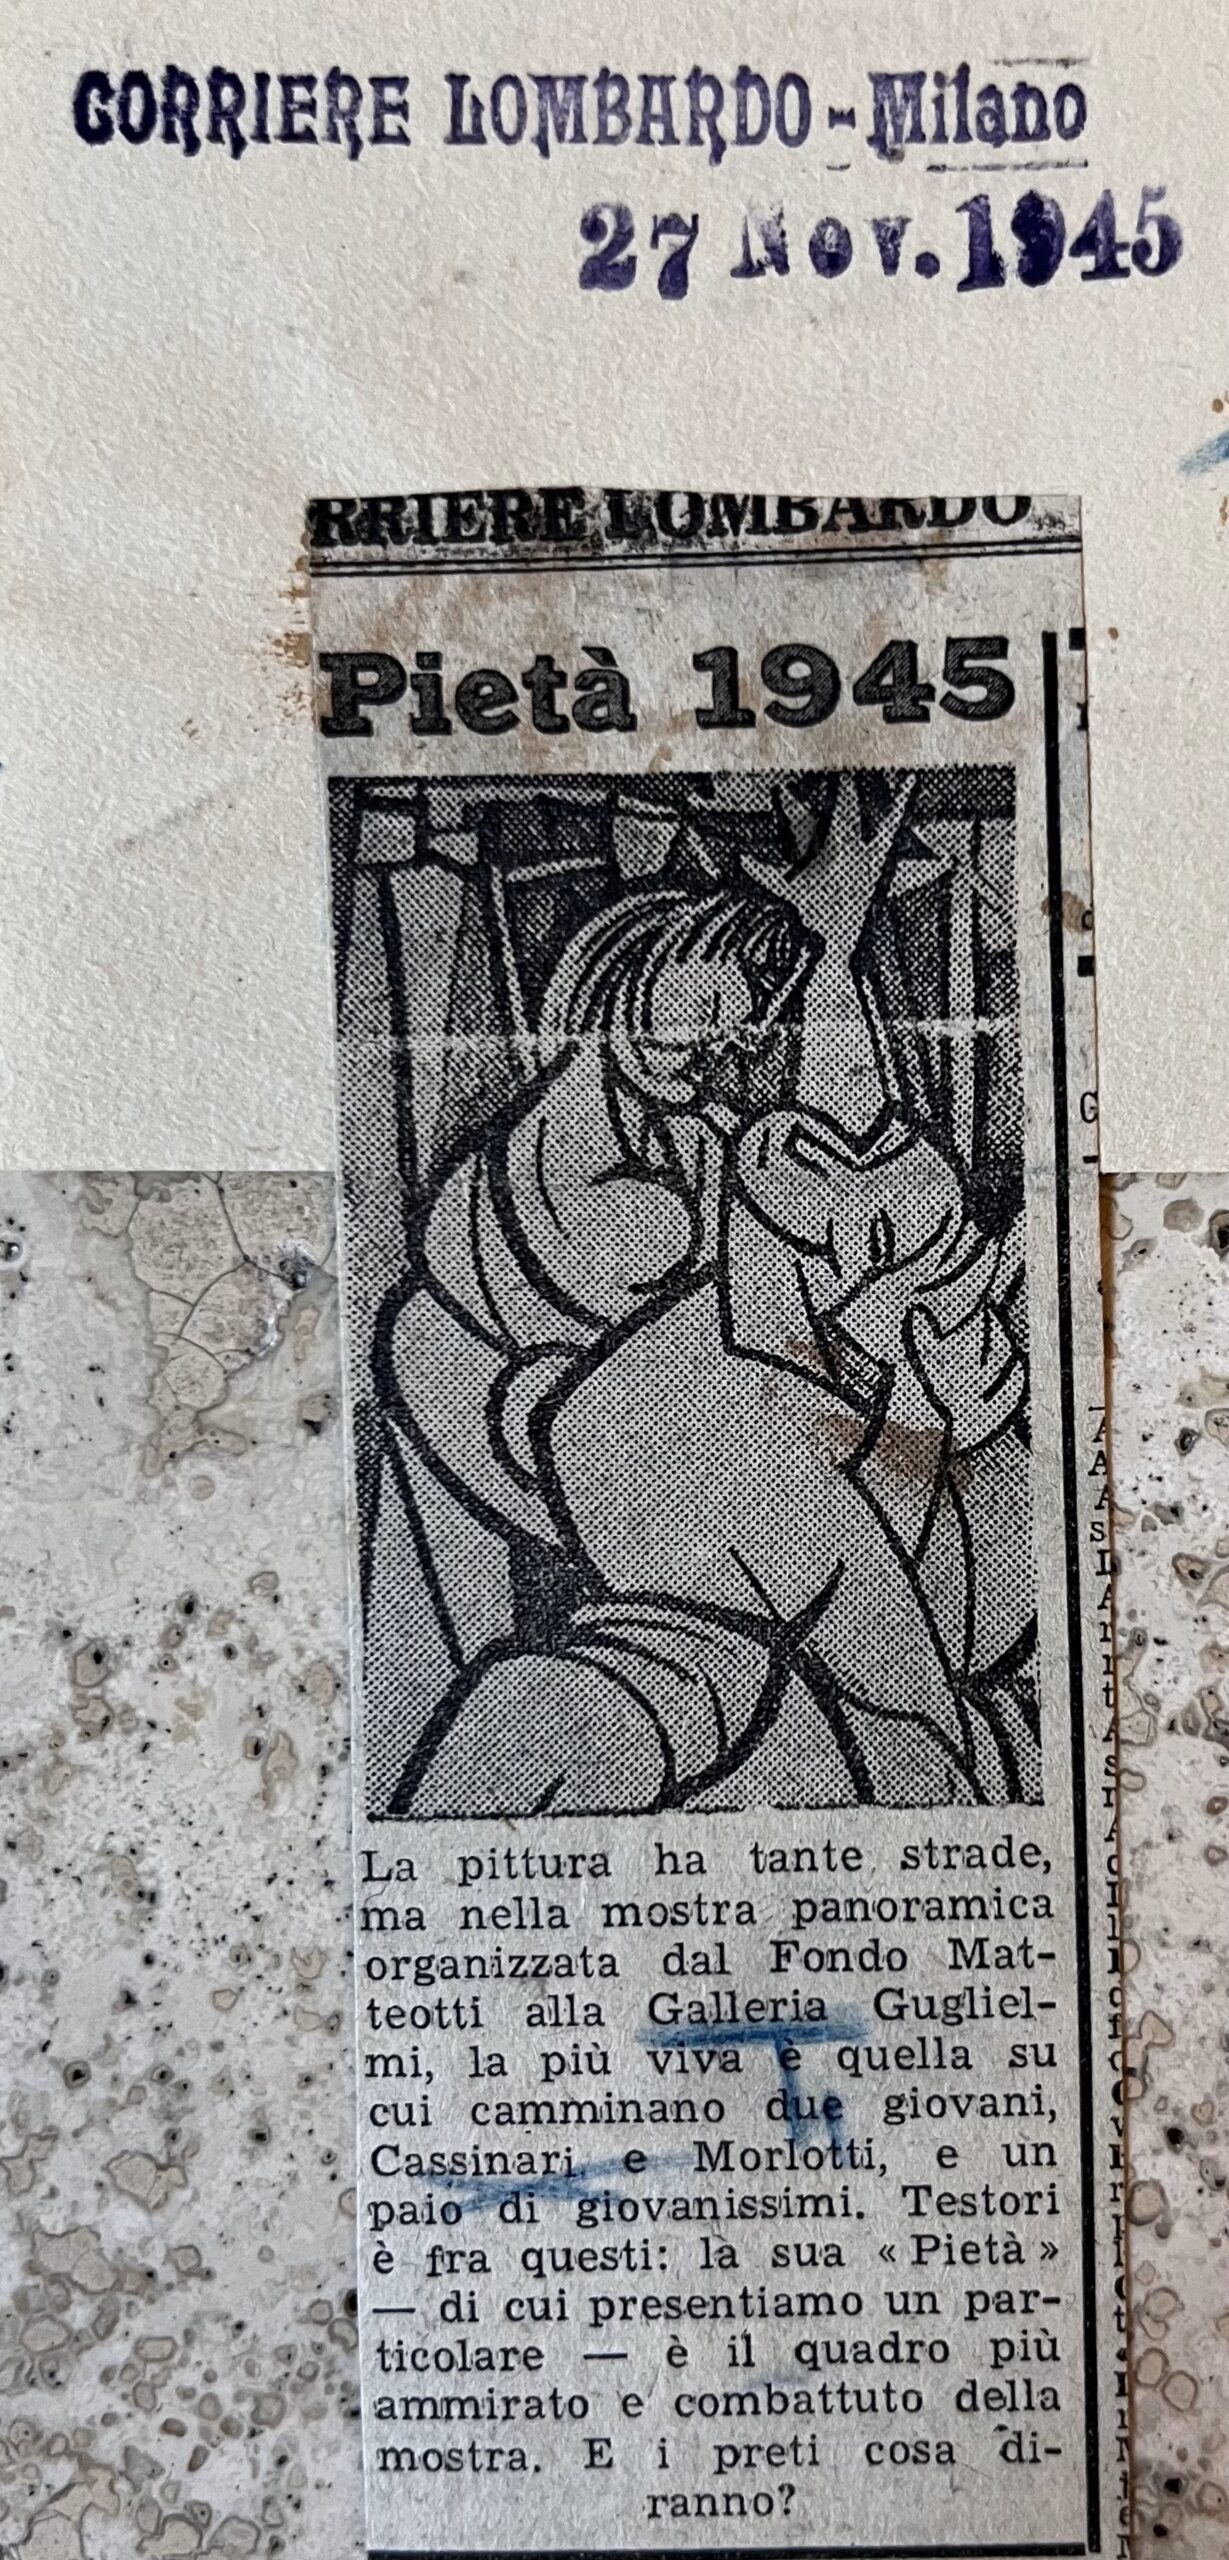 CORRIERE LOMBARDO - Milano
27 Nov. 1945
RRIERE LOMBARDO
Pietà 1945
La pittura ha tante strade,
ma nella mostra panoramica
organizzata dal Fondo Mat-
teotti alla Galleria Gugliel-
mi, la più viva è quella su
cui camminano due giovani,
Cassinari e Morlotti, e un
paio di giovanissimi. Testori
è fra questi: la sua « Pietà »
— di cui presentiamo un par-
ticolare — è il quadro più
ammirato e combattuto della
mostra. E i preti cosa di-
ranno?